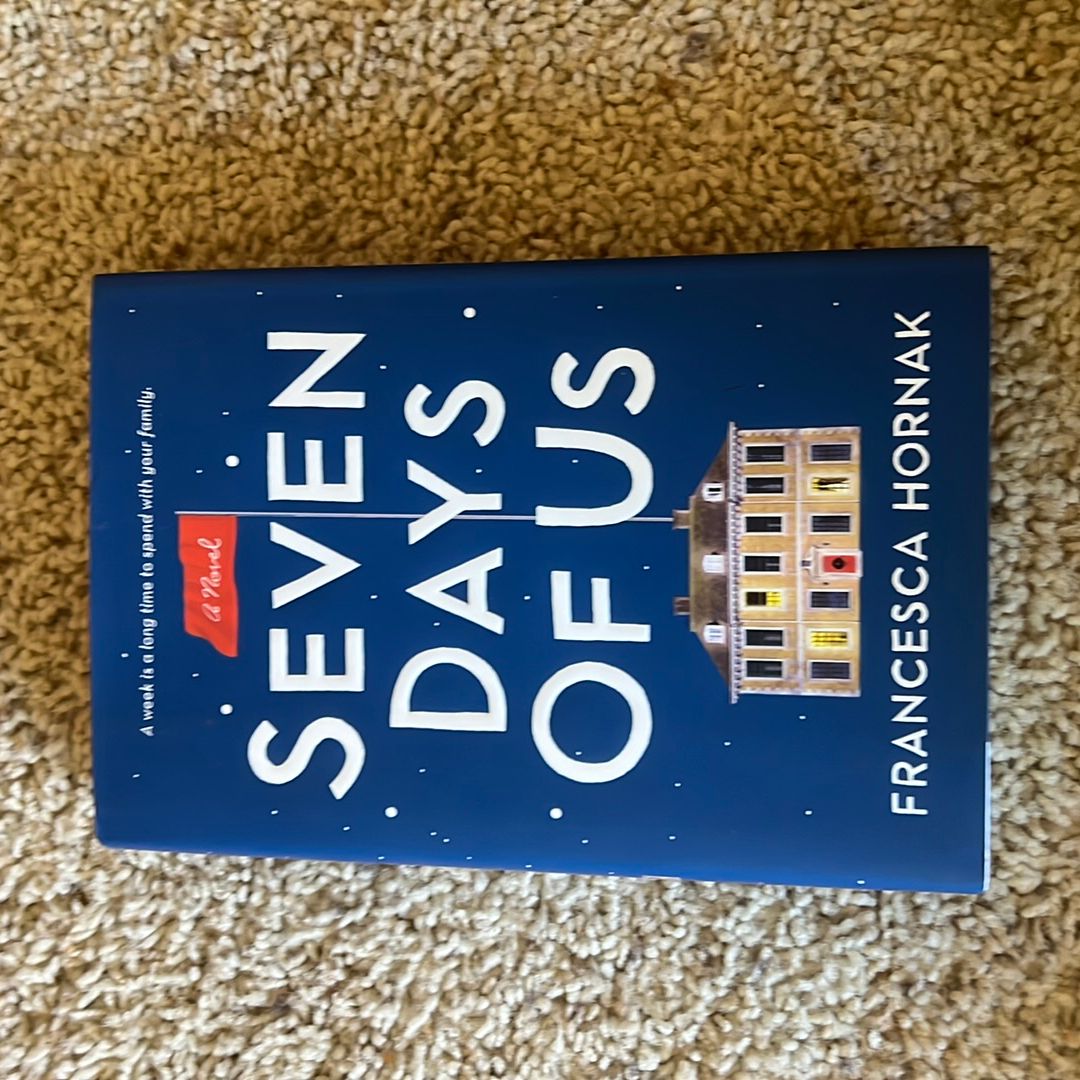 A week is a long time to spend with your family.
a Novel
SEVEN
DAYS
OF US
FRANCESCA HORNAK